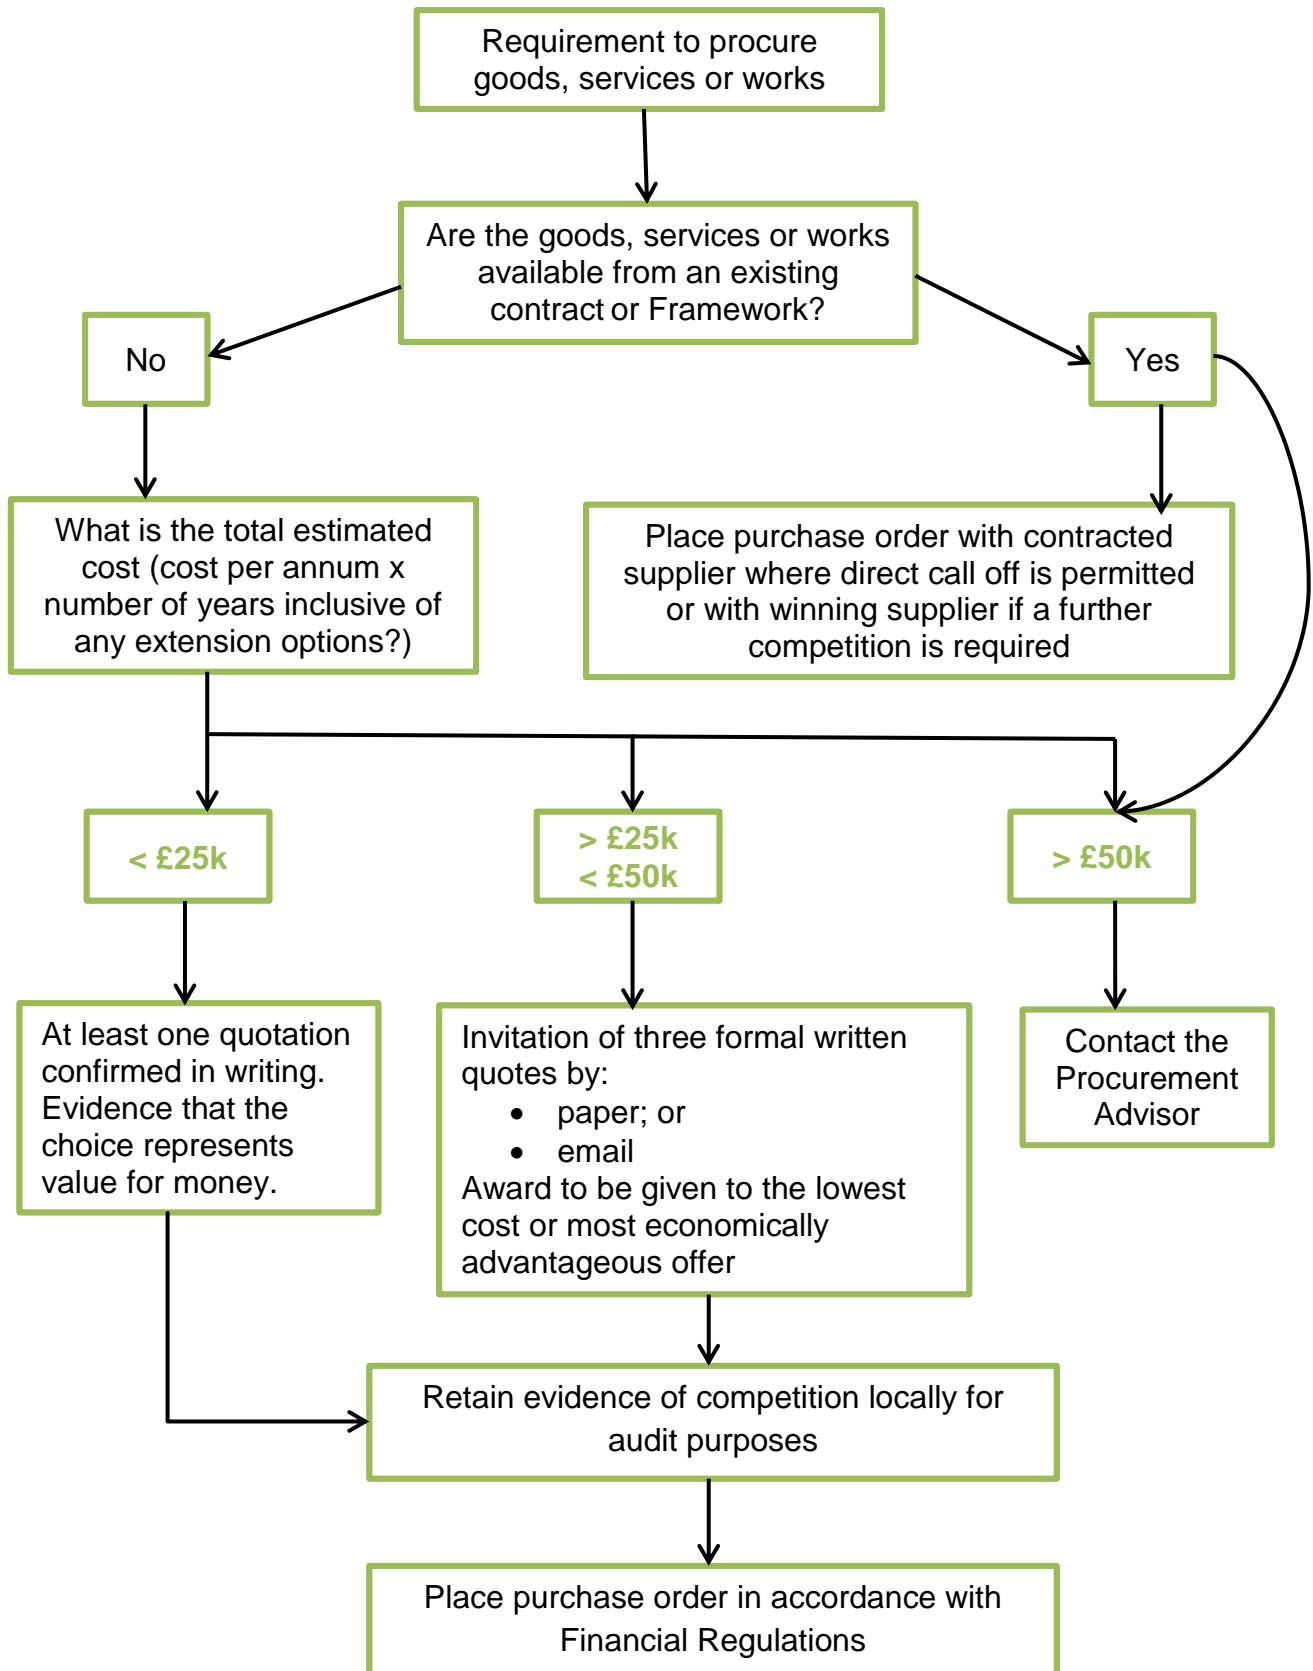 Requirement to procure
goods, services or works
Are the goods, services or works
available from an existing
contract or Framework?
No
Yes
What is the total estimated
cost (cost per annum x
number of years inclusive of
any extension options?)
Place purchase order with contracted
supplier where direct call off is permitted
or with winning supplier if a further
competition is required
< £25k
> £25k
< £50k
> £50k
At least one quotation
confirmed in writing.
Evidence that the
choice represents
value for money.
Invitation of three formal written
quotes by:
• paper; or
• email
Award to be given to the lowest
cost or most economically
advantageous offer
Contact the
Procurement
Advisor
Retain evidence of competition locally for
audit purposes
Place purchase order in accordance with
Financial Regulations